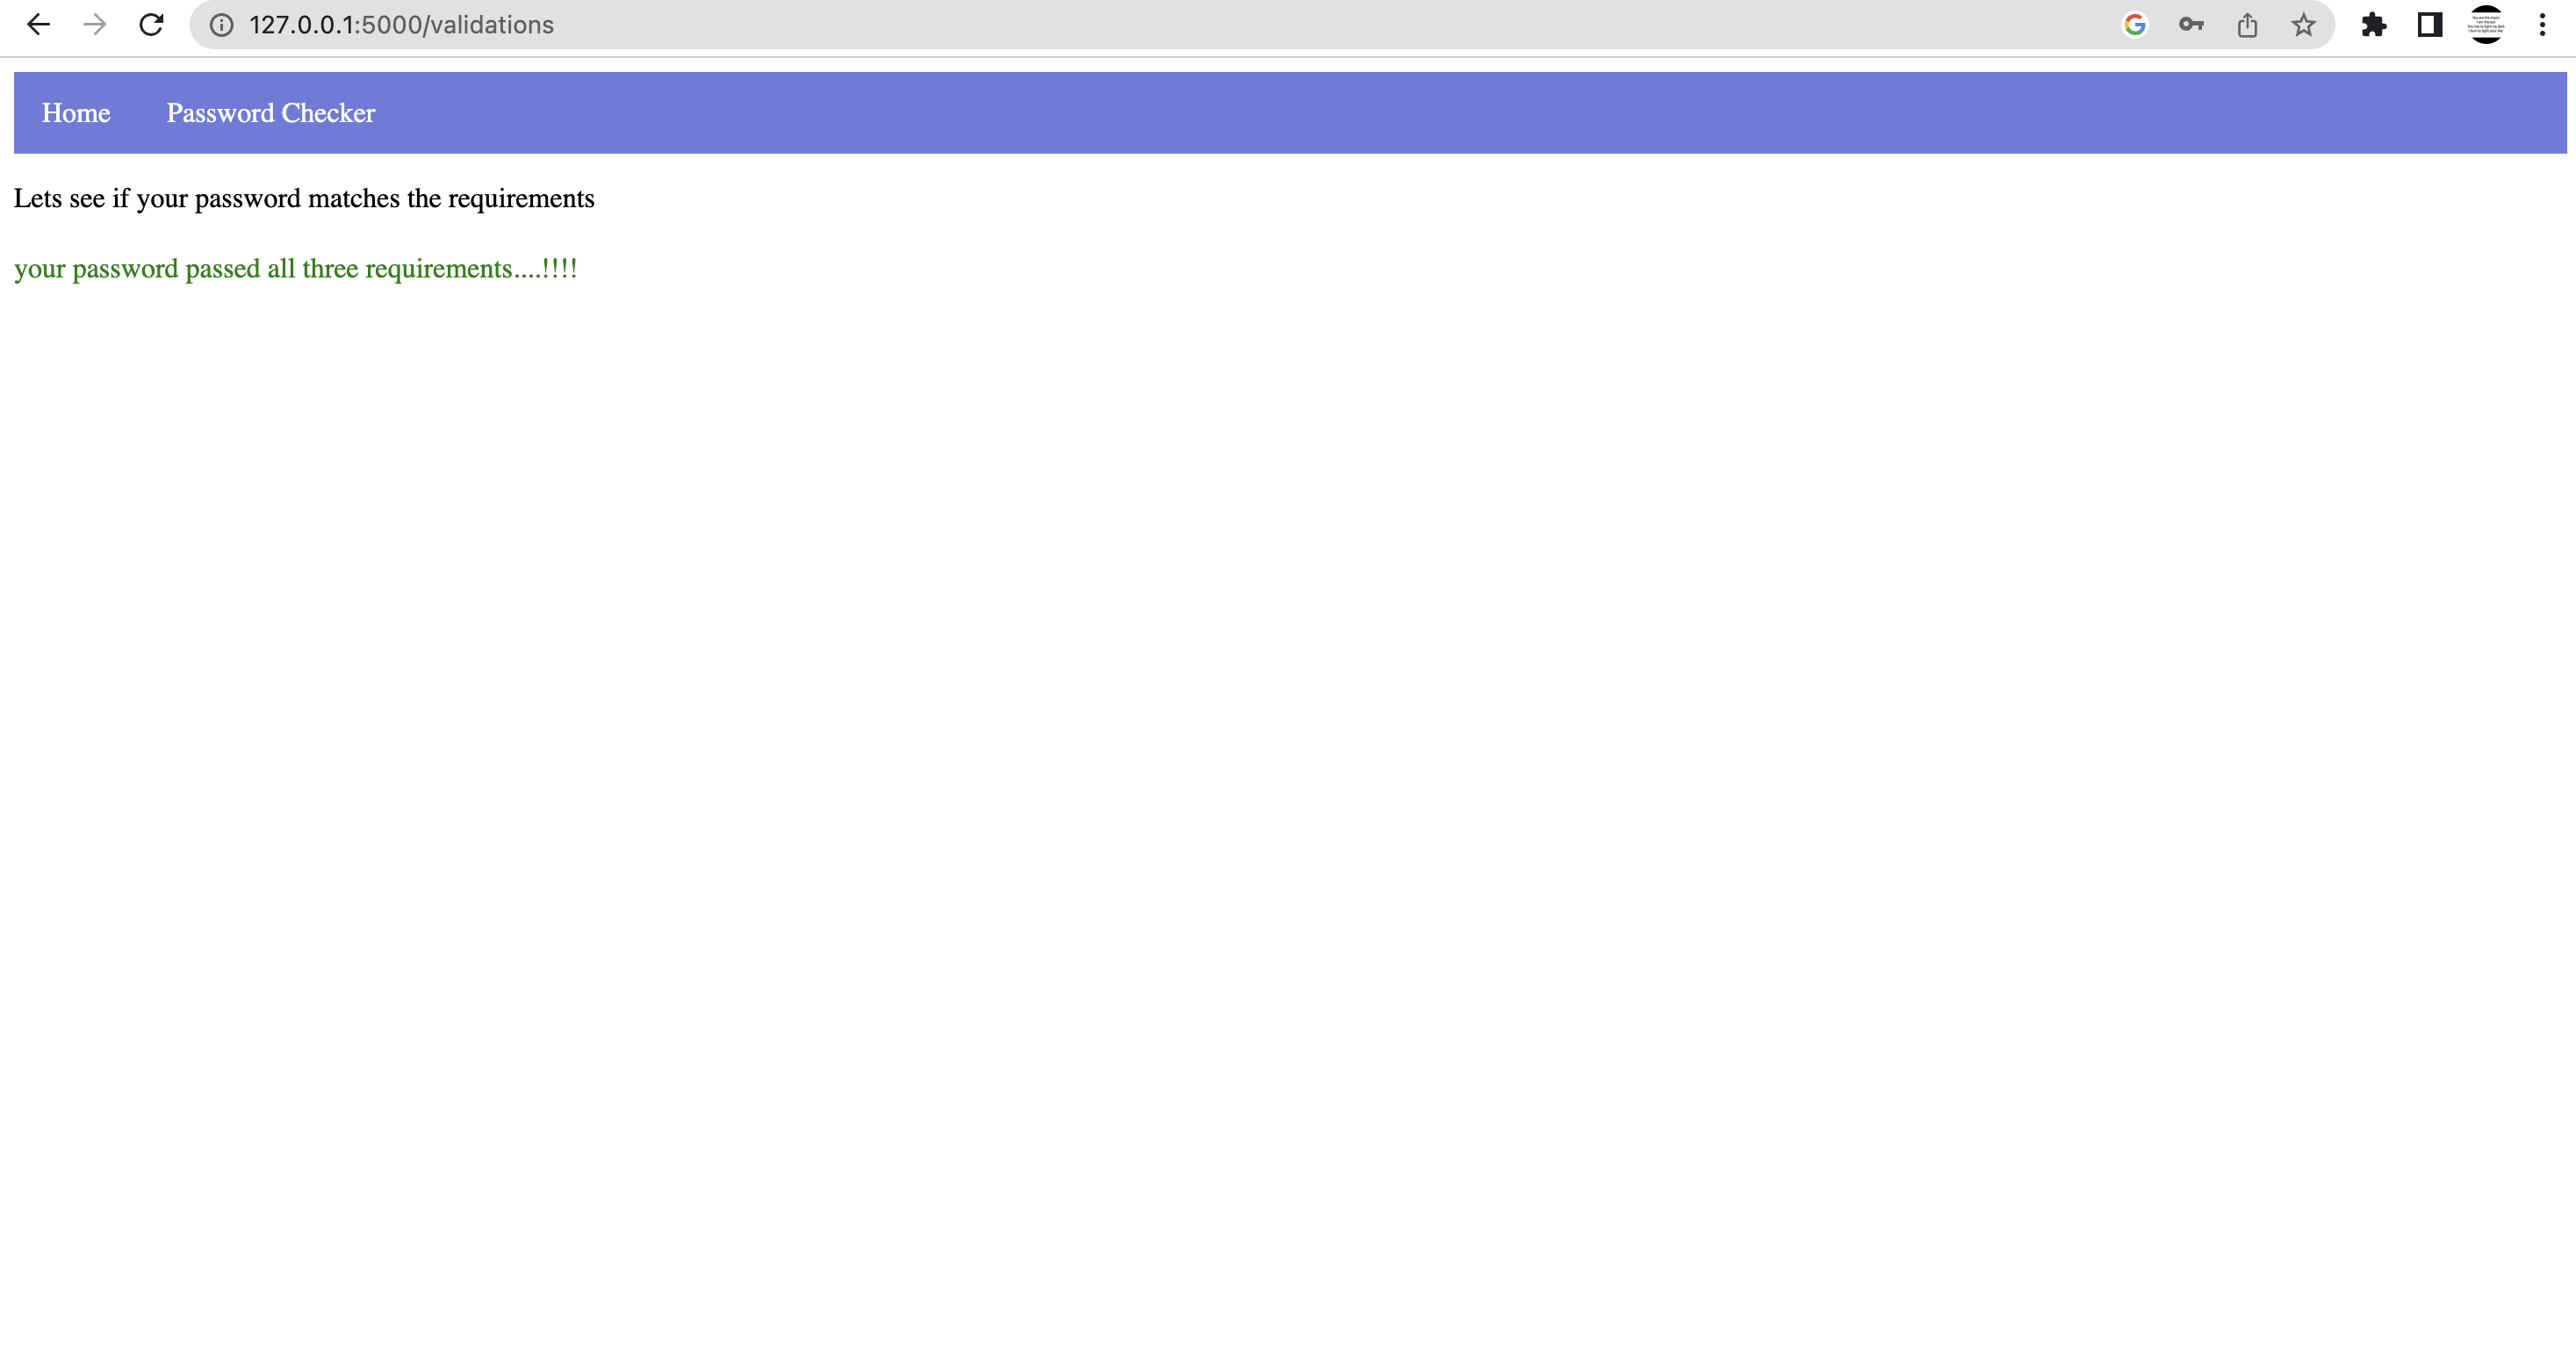 127.0.0.1:5000/validations
Home Password Checker
Lets see if your password matches the requirements
your password passed all three requirements....!!!!